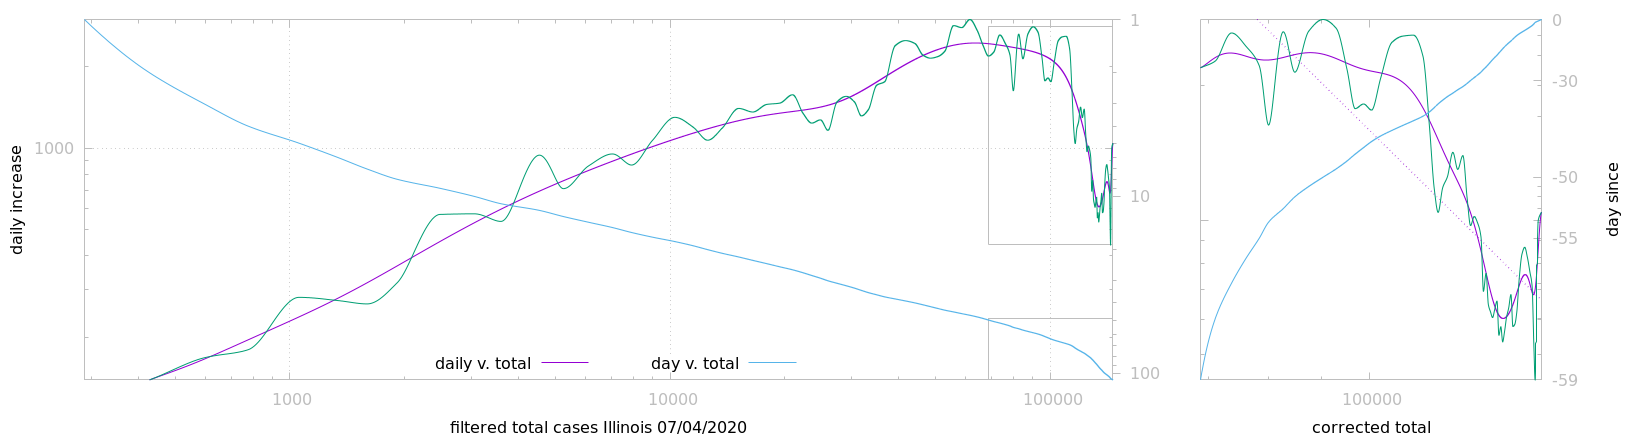 1
0
-30
1000
daily increase
-50
day since
10
-55
daily v. total
day v. total
100
-59
1000
10000
100000
100000
filtered total cases Illinois 07/04/2020
corrected total